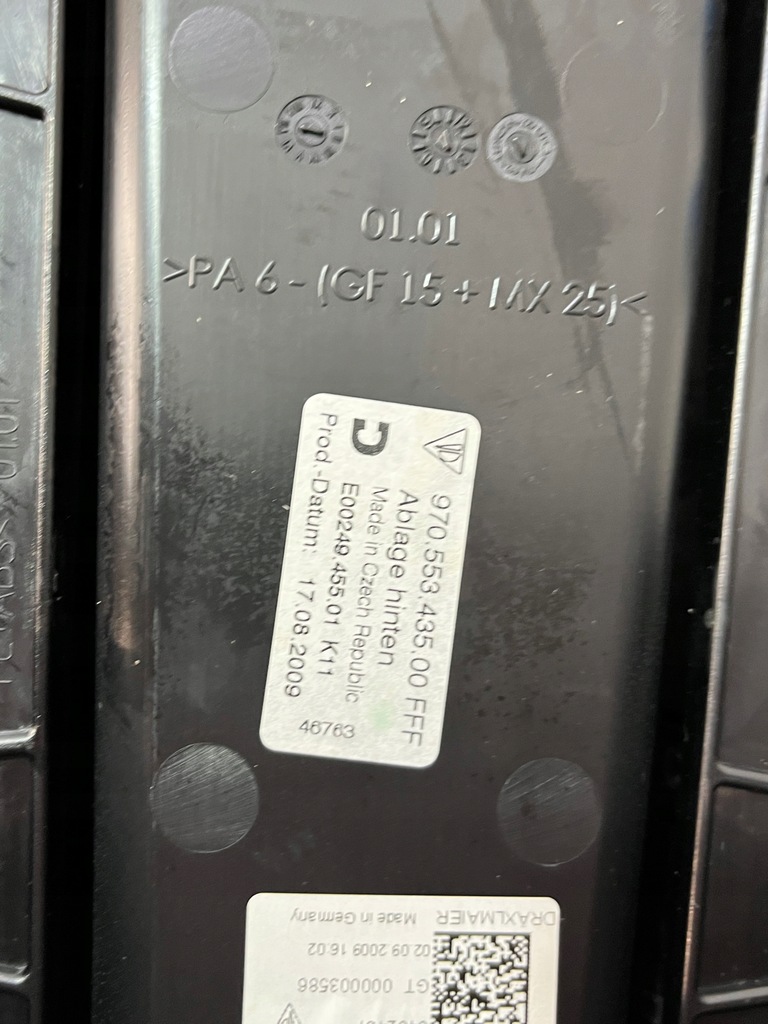 01.01
>PA 6 - (GF 15 + MX 25)<
970.553.435.00 FFF
Ablage hinten
Made in Czech Republic
E00249.455.01 K11
Prod.-Datum: 17.08.2009
46763
DRÄXLMAIER Made in Germany
02.09.2009 16.02
GT 000003586